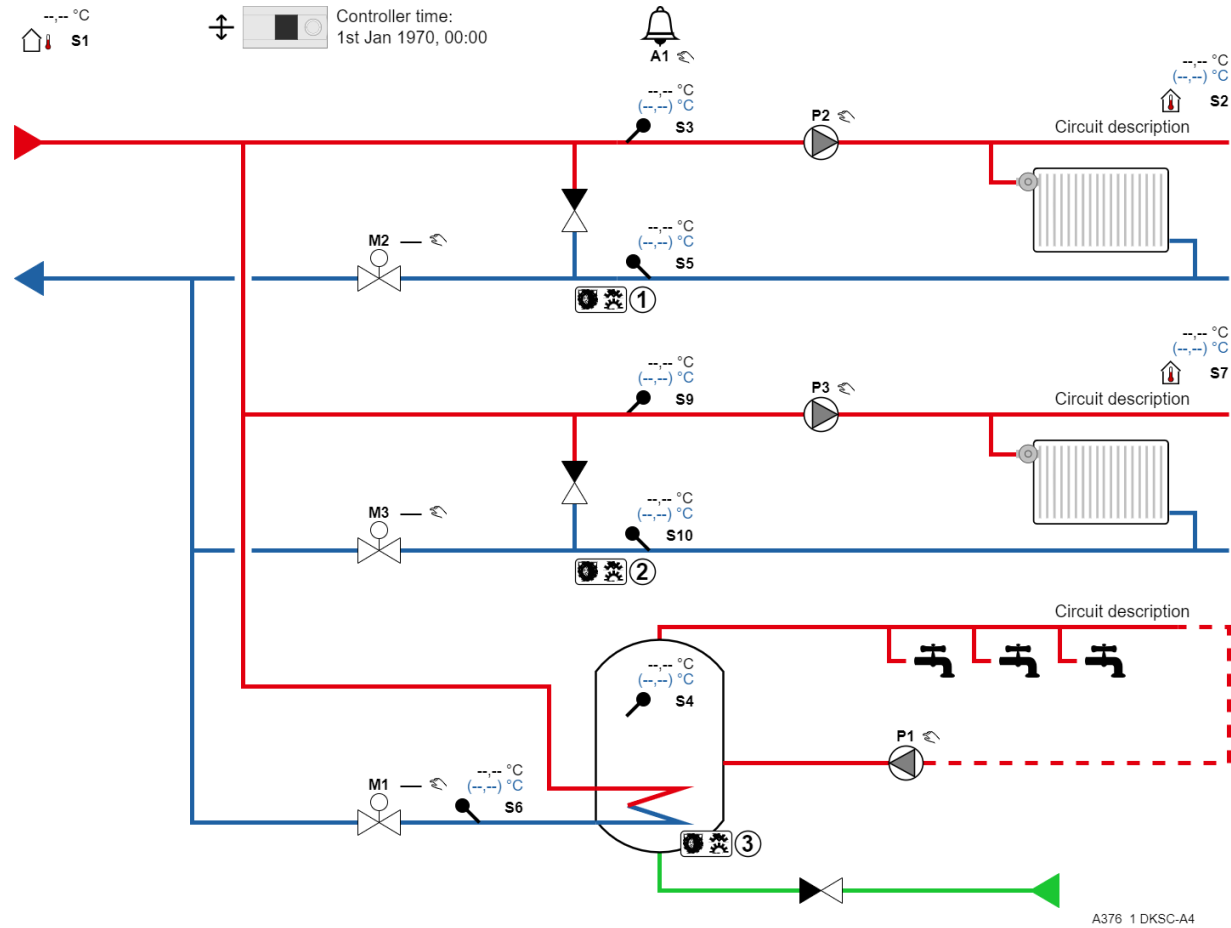 --,-- °C
S1
Controller time:
1st Jan 1970, 00:00
A1
--,-- °C
(--,--) °C
S2
--,-- °C
(--,--) °C
S3
P2
Circuit description
M2
--,-- °C
(--,--) °C
S5
1
--,-- °C
(--,--) °C
S7
--,-- °C
(--,--) °C
S9
P3
Circuit description
M3
--,-- °C
(--,--) °C
S10
2
Circuit description
--,-- °C
(--,--) °C
S4
P1
M1
--,-- °C
(--,--) °C
S6
3
A376 1 DKSC-A4